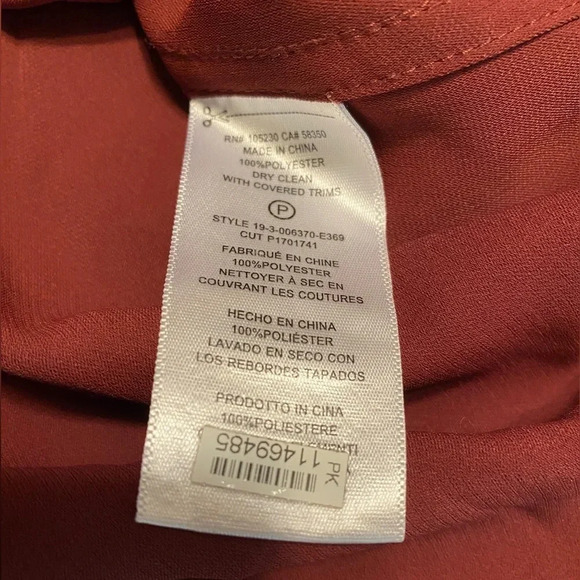 RN# 105230 CA# 58350
MADE IN CHINA
100%POLYESTER
DRY CLEAN
WITH COVERED TRIMS
P
STYLE 19-3-006370-E369
CUT P1701741
FABRIQUÉ EN CHINE
100%POLYESTER
NETTOYER À SEC EN
COUVRANT LES COUTURES
HECHO EN CHINA
100%POLIÉSTER
LAVADO EN SECO CON
LOS REBORDES TAPADOS
PRODOTTO IN CINA
100%POLIESTERE
PK
11469485